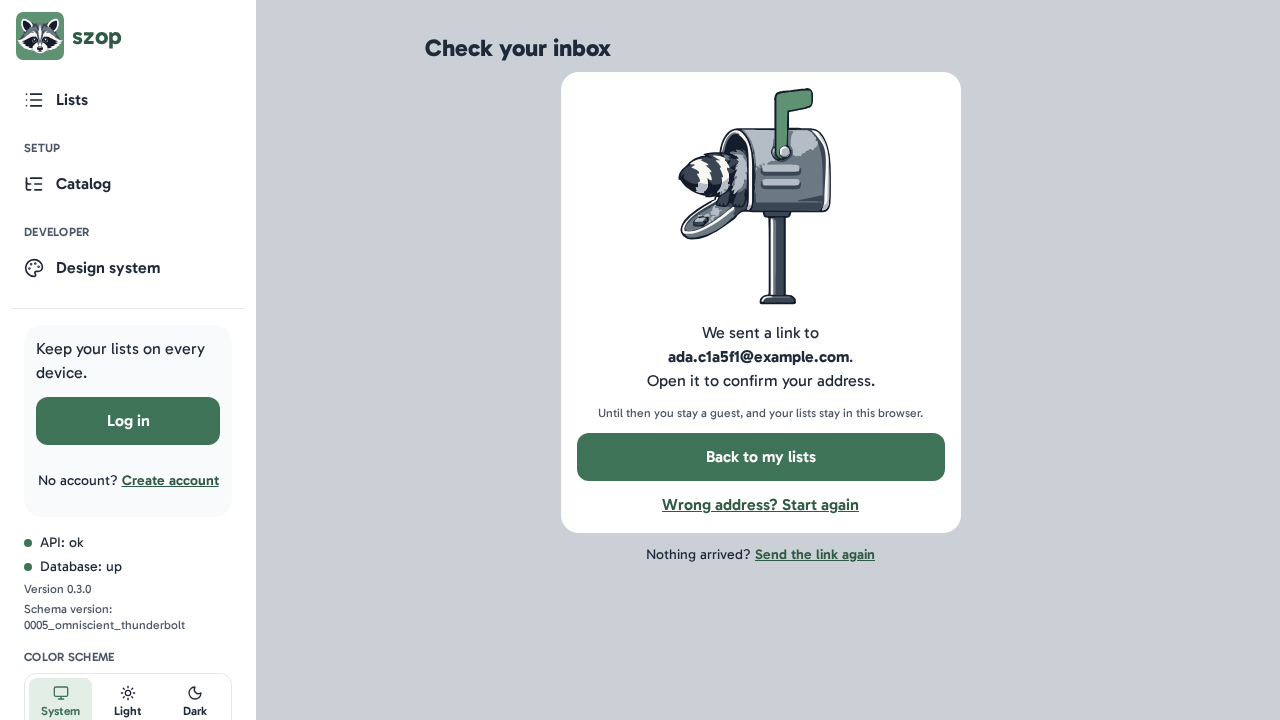 szop
Lists
SETUP
Catalog
DEVELOPER
Design system
Keep your lists on every
device.
Log in
No account? Create account
API: ok
Database: up
Version 0.3.0
Schema version:
0005_omniscient_thunderbolt
COLOR SCHEME
System
Light
Dark
Check your inbox
We sent a link to
ada.c1a5f1@example.com.
Open it to confirm your address.
Until then you stay a guest, and your lists stay in this browser.
Back to my lists
Wrong address? Start again
Nothing arrived? Send the link again